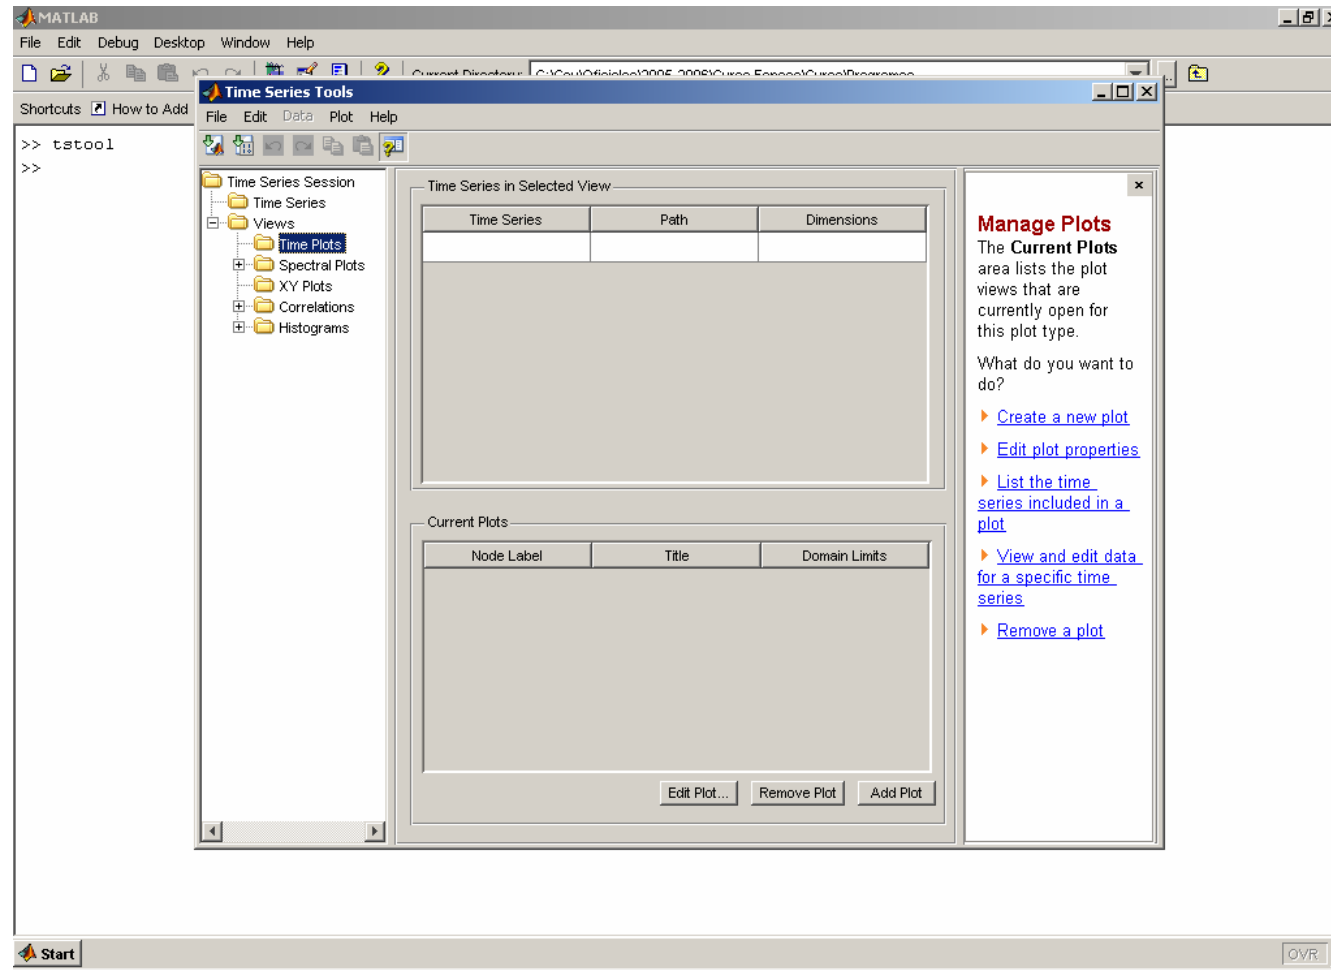 MATLAB
File Edit Debug Desktop Window Help
Shortcuts How to Add
>> tstool
>>
Time Series Tools
File Edit Data Plot Help
Time Series Session
Time Series
Views
Time Plots
Spectral Plots
XY Plots
Correlations
Histograms
Time Series in Selected View
Time Series Path Dimensions
Current Plots
Node Label Title Domain Limits
Edit Plot... Remove Plot Add Plot
Manage Plots
The Current Plots
area lists the plot
views that are
currently open for
this plot type.
What do you want to
do?
Create a new plot
Edit plot properties
List the time
series included in a
plot
View and edit data
for a specific time
series
Remove a plot
Start
OVR